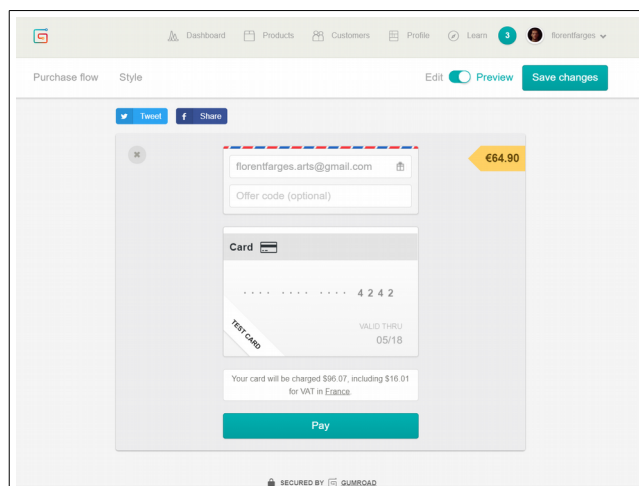 Dashboard Products Customers Profile Learn 3 florentfarges
Purchase flow Style Edit Preview Save changes
Tweet Share
€64.90
florentfarges.arts@gmail.com
Offer code (optional)
Card
.... .... .... 4242
TEST CARD
VALID THRU
05/18
Your card will be charged $96.07, including $16.01
for VAT in France.
Pay
SECURED BY GUMROAD